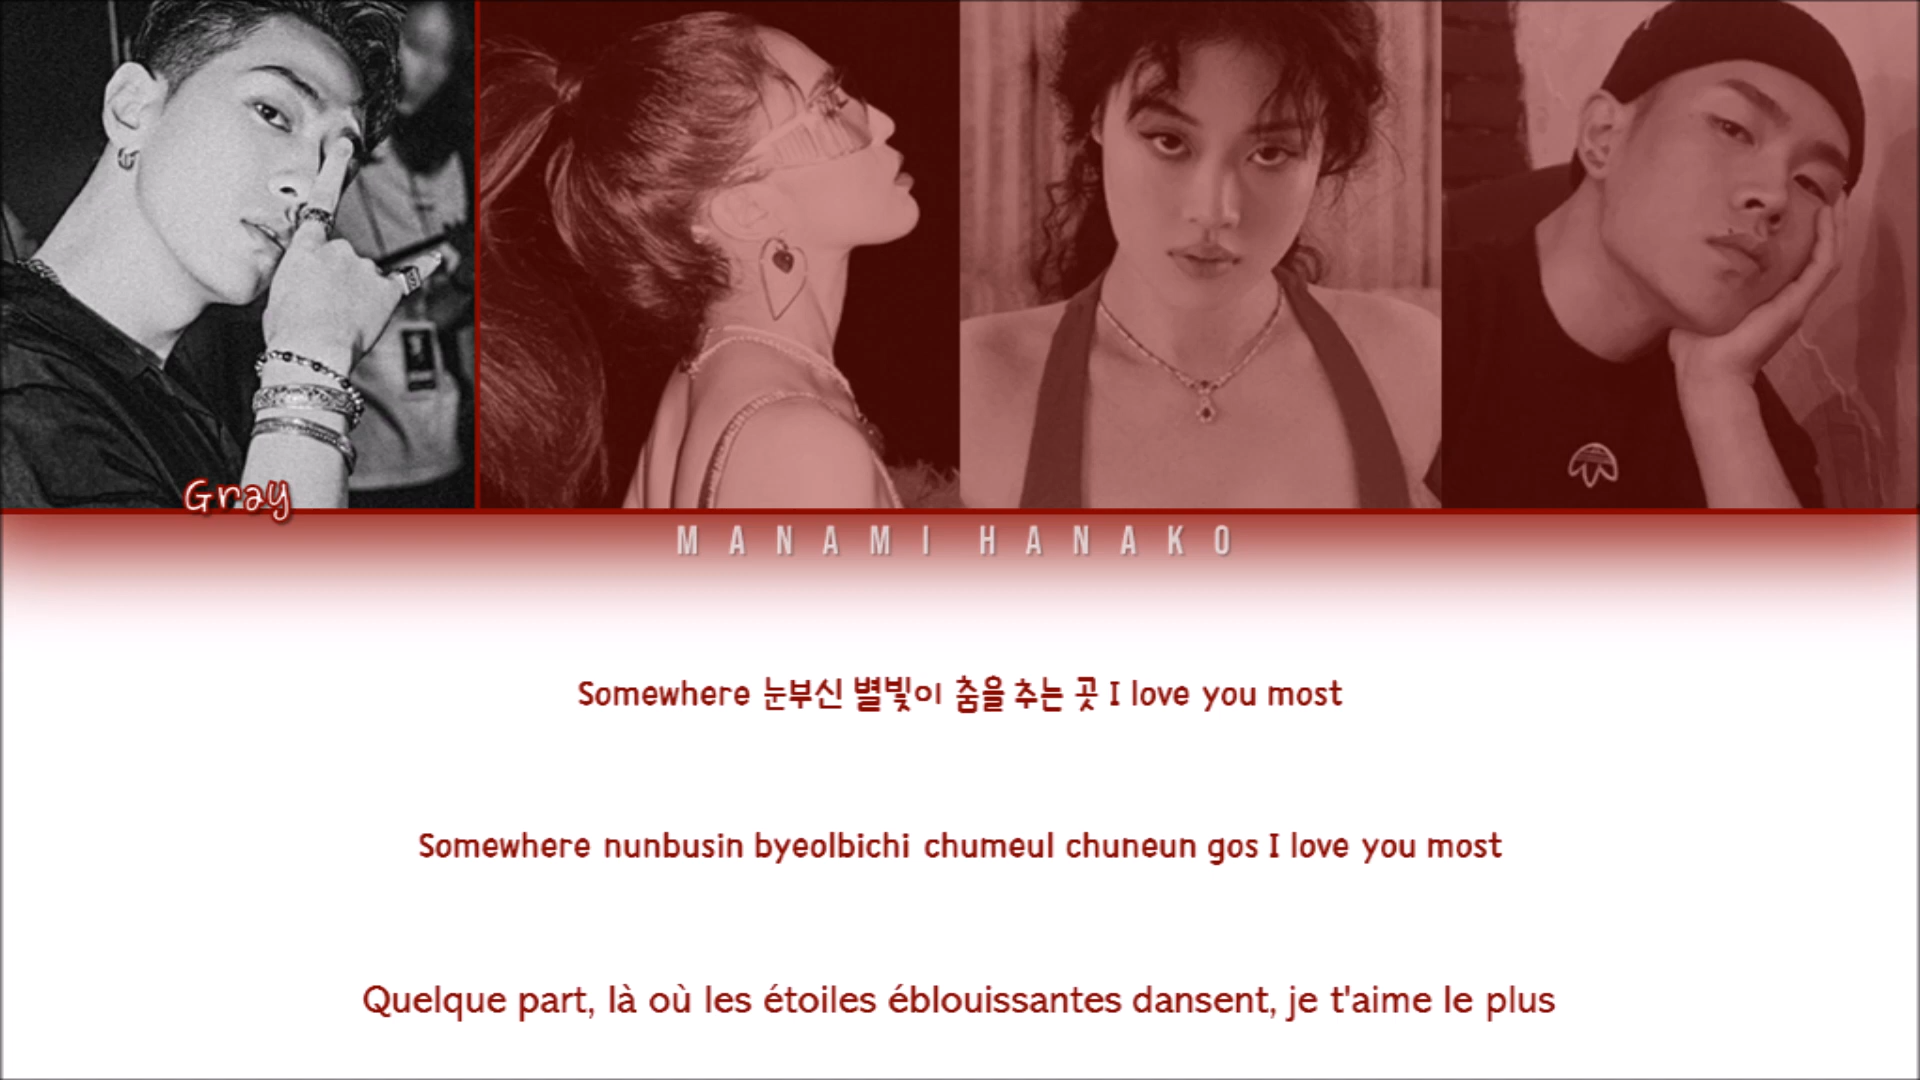 Gray
MANAMI HANAKO
Somewhere 눈부신 별빛이 춤을 추는 곳 I love you most
Somewhere nunbusin byeolbichi chumeul chuneun gos I love you most
Quelque part, là où les étoiles éblouissantes dansent, je t'aime le plus